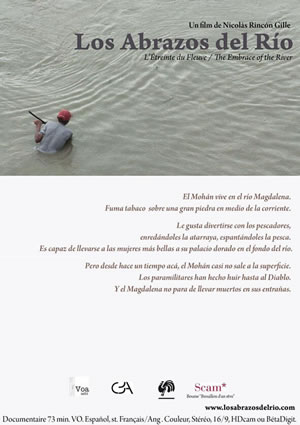 Un film de Nicolás Rincón Gille
Los Abrazos del Río
L'Étreinte du Fleuve / The Embrace of the River
El Mohán vive en el río Magdalena.
Fuma tabaco sobre una gran piedra en medio de la corriente.
Le gusta divertirse con los pescadores,
enredándoles la atarraya, espantándoles la pesca.
Es capaz de llevarse a las mujeres más bellas a su palacio dorado en el fondo del río.
Pero desde hace un tiempo acá, el Mohán casi no sale a la superficie.
Los paramilitares han hecho huir hasta al Diablo.
Y el Magdalena no para de llevar muertos en sus entrañas.
Voa
CBA
Scam*
Bourse "Brouillon d'un rêve"
www.losabrazosdelrio.com
Documentaire 73 min. VO. Español, st. Français/Ang . Couleur, Stéréo, 16/9, HDcam ou BétaDigit.